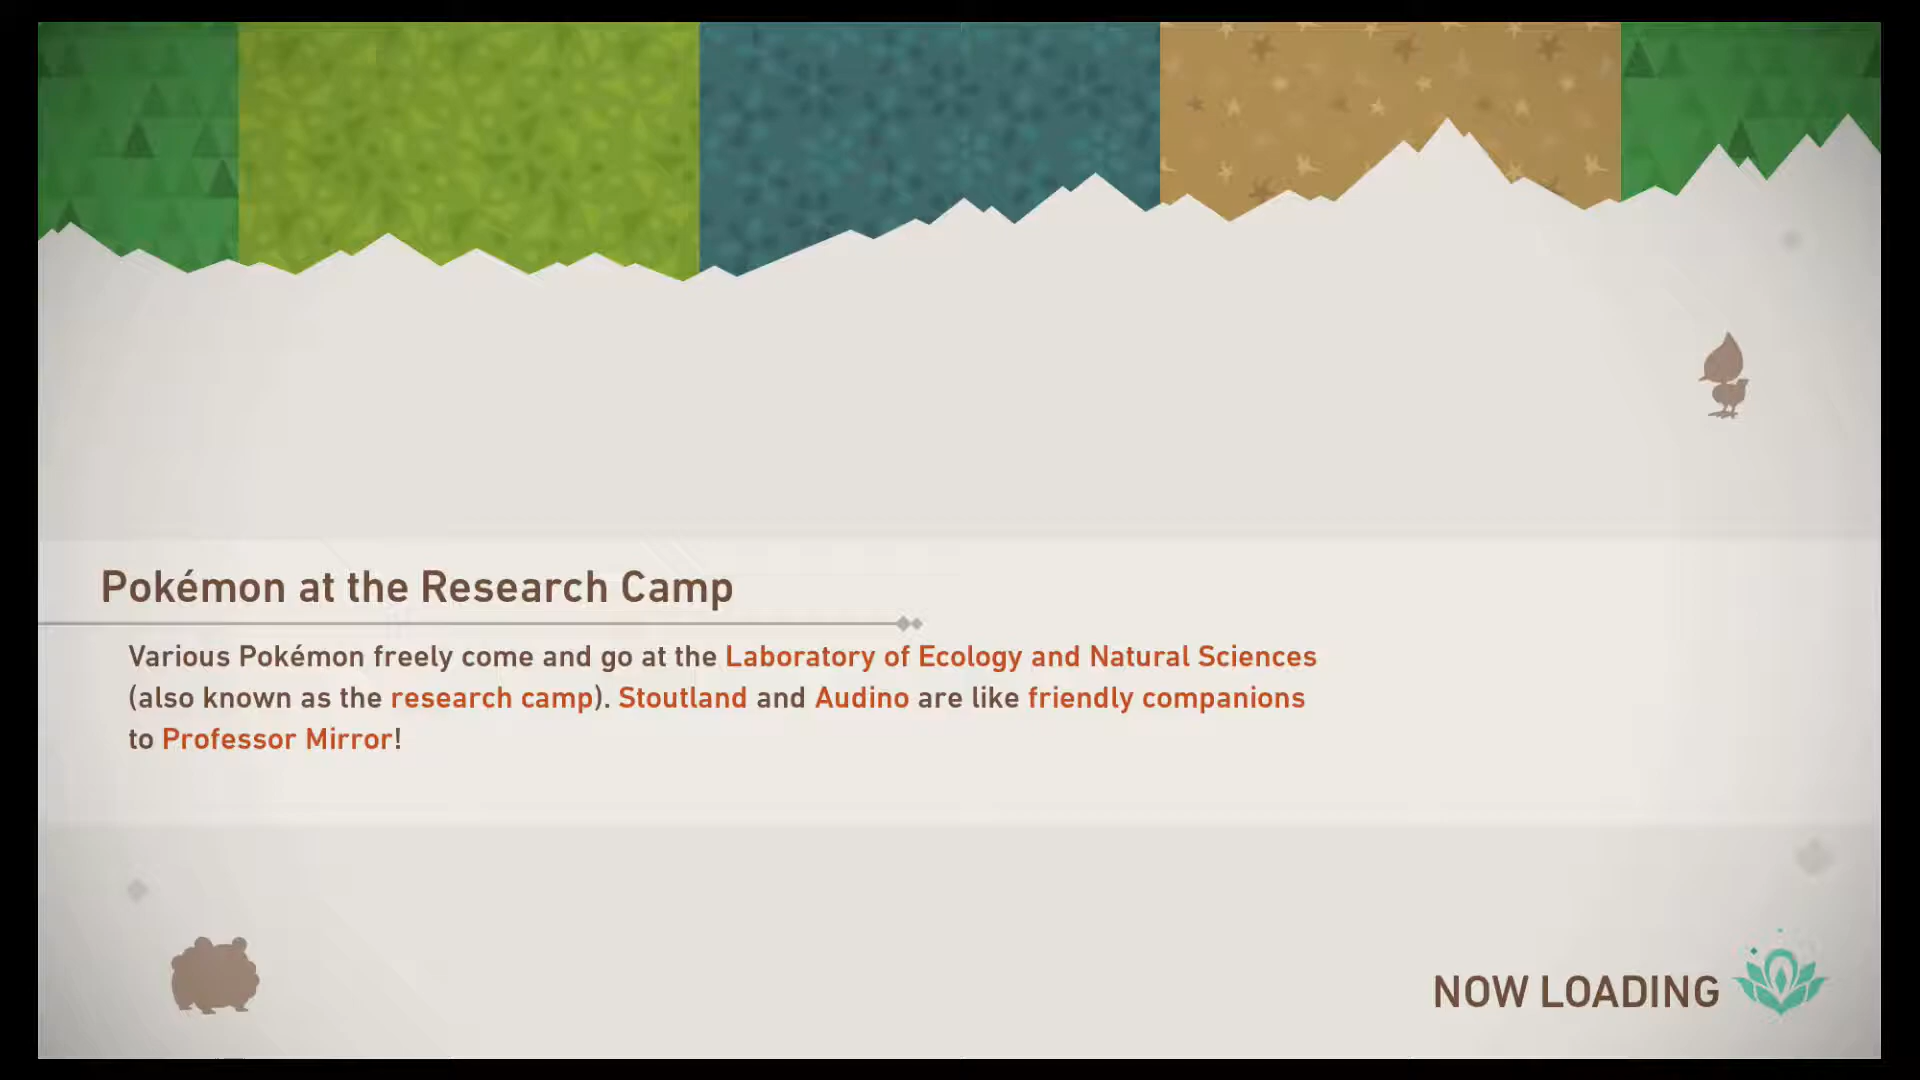 Pokémon at the Research Camp
Various Pokémon freely come and go at the Laboratory of Ecology and Natural Sciences
(also known as the research camp). Stoutland and Audino are like friendly companions
to Professor Mirror!
NOW LOADING